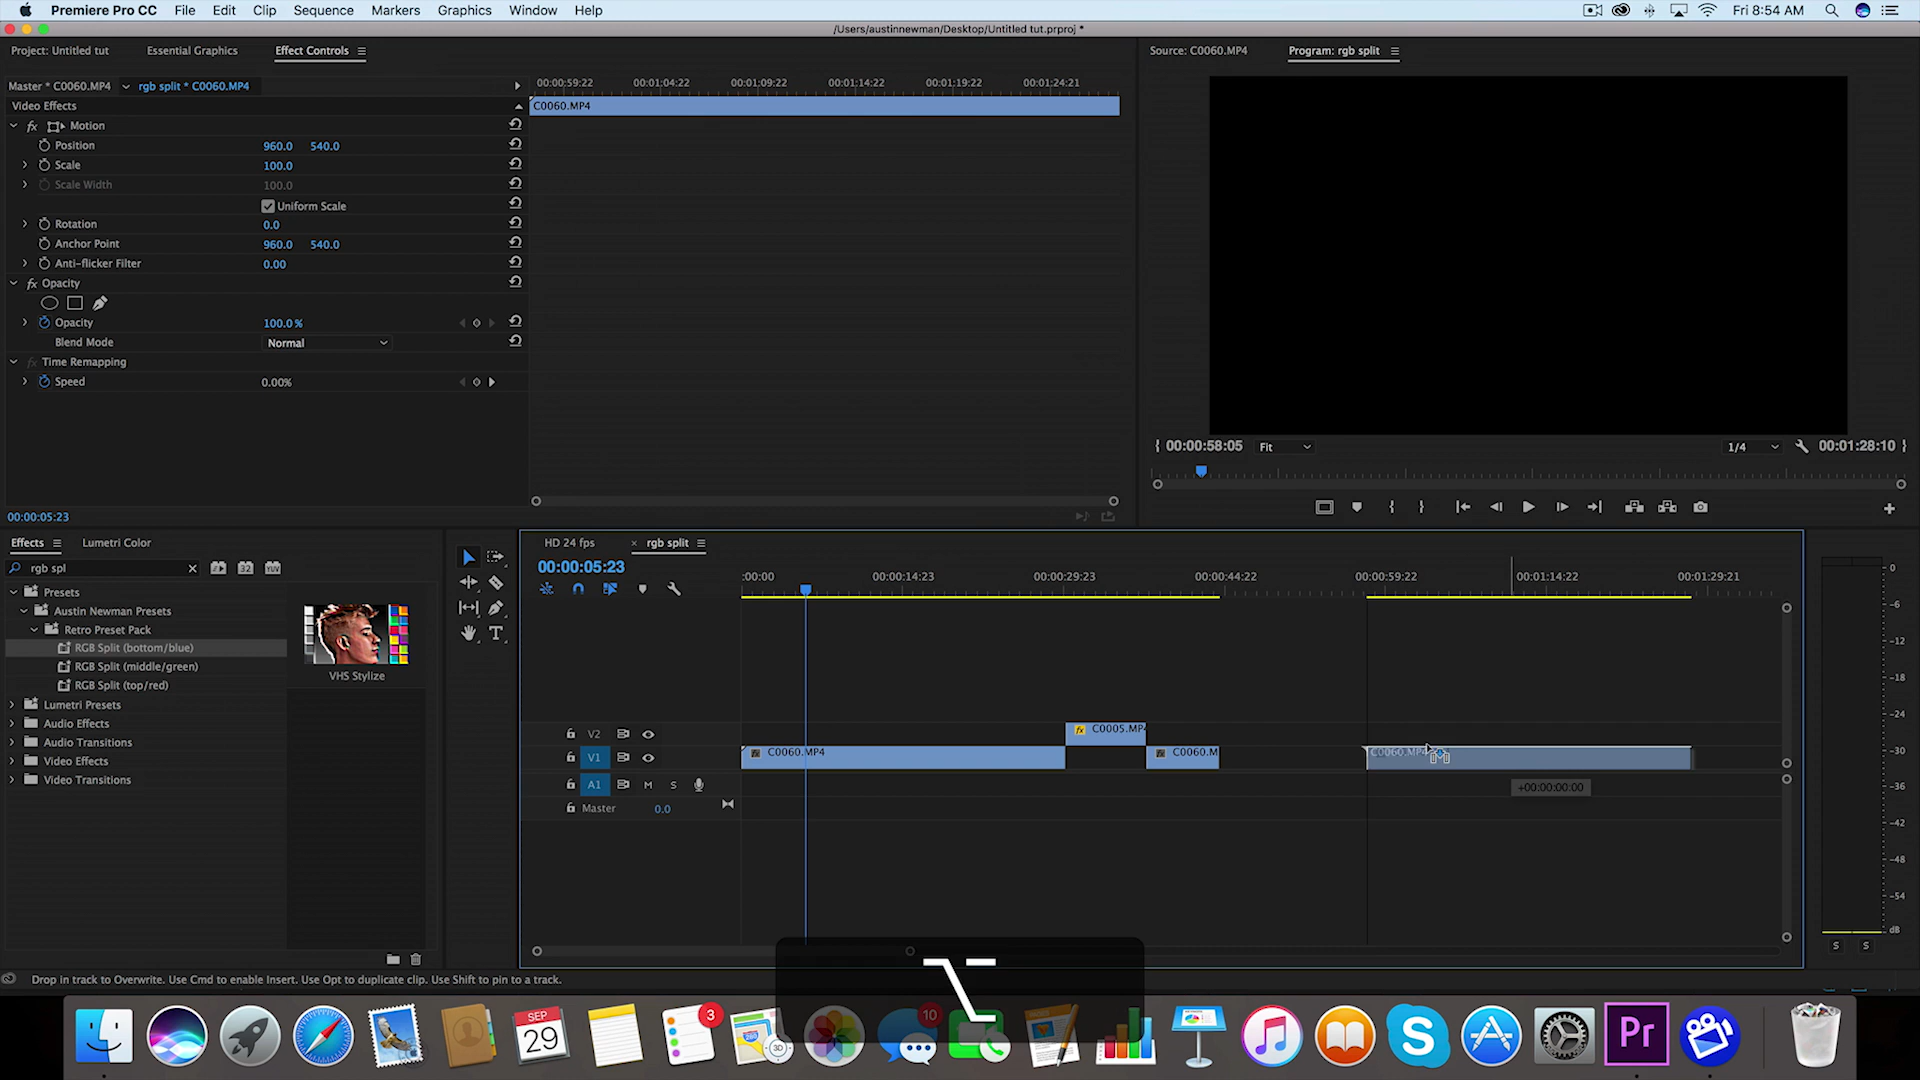 Premiere Pro CC File Edit Clip Sequence Markers Graphics Window Help Fri 8:54 AM
/Users/austinnewman/Desktop/Untitled tut.prproj *
Project: Untitled tut Essential Graphics Effect Controls
Source: C0060.MP4 Program: rgb split
Master * C0060.MP4 rgb split * C0060.MP4
00:00:59:22 00:01:04:22 00:01:09:22 00:01:14:22 00:01:19:22 00:01:24:21
Video Effects
C0060.MP4
fx Motion
Position 960.0 540.0
Scale 100.0
Scale Width 100.0
Uniform Scale
Rotation 0.0
Anchor Point 960.0 540.0
Anti-flicker Filter 0.00
fx Opacity
Opacity 100.0 %
Blend Mode Normal
fx Time Remapping
Speed 0.00%
00:00:58:05 Fit 1/4 00:01:28:10
00:00:05:23
Effects Lumetri Color
rgb spl
32 YUV
Presets
Austin Newman Presets
Retro Preset Pack
RGB Split (bottom/blue)
RGB Split (middle/green)
RGB Split (top/red)
Lumetri Presets
Audio Effects
Audio Transitions
Video Effects
Video Transitions
VHS Stylize
T
HD 24 fps × rgb split
00:00:05:23
:00:00 00:00:14:23 00:00:29:23 00:00:44:22 00:00:59:22 00:01:14:22 00:01:29:21
V2 fx C0005.MP4
V1 C0060.MP4 C0060.M C0060.MP4
A1 M S
+00:00:00:00
Master 0.0
0
-6
-12
-18
-24
-30
-36
-42
-48
-54
dB
S S
Drop in track to Overwrite. Use Cmd to enable Insert. Use Opt to duplicate clip. Use Shift to pin to a track.
⌥
SEP
29
3
3D
10
S
Pr